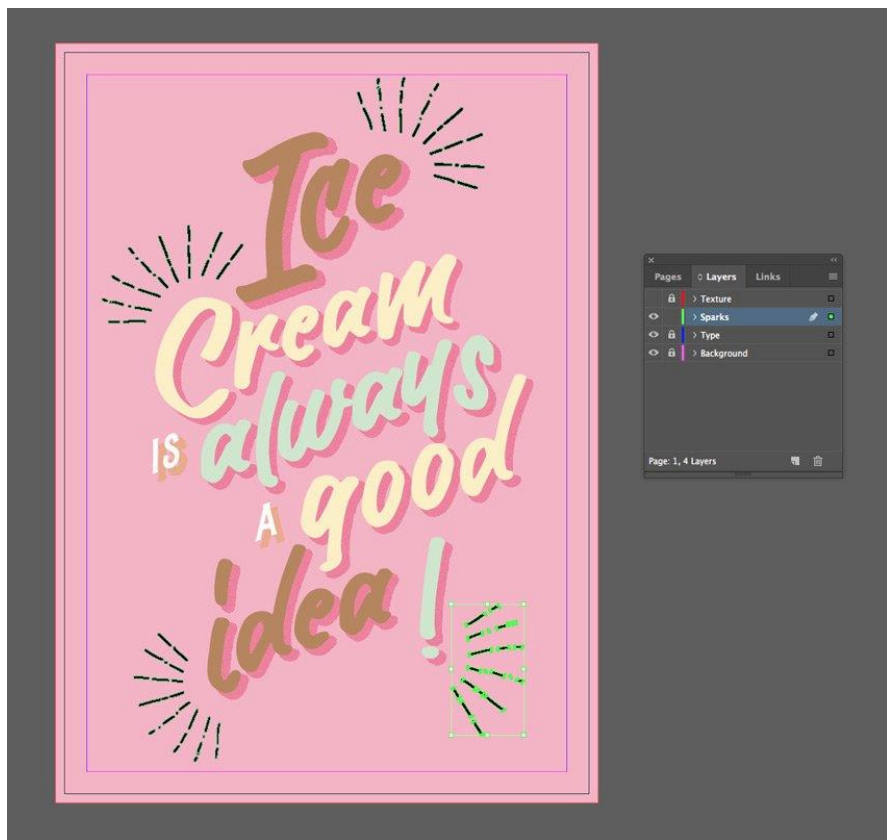 Ice
Cream
IS always
A good
idea!
Pages Layers Links
Texture
Sparks
Type
Background
Page: 1, 4 Layers